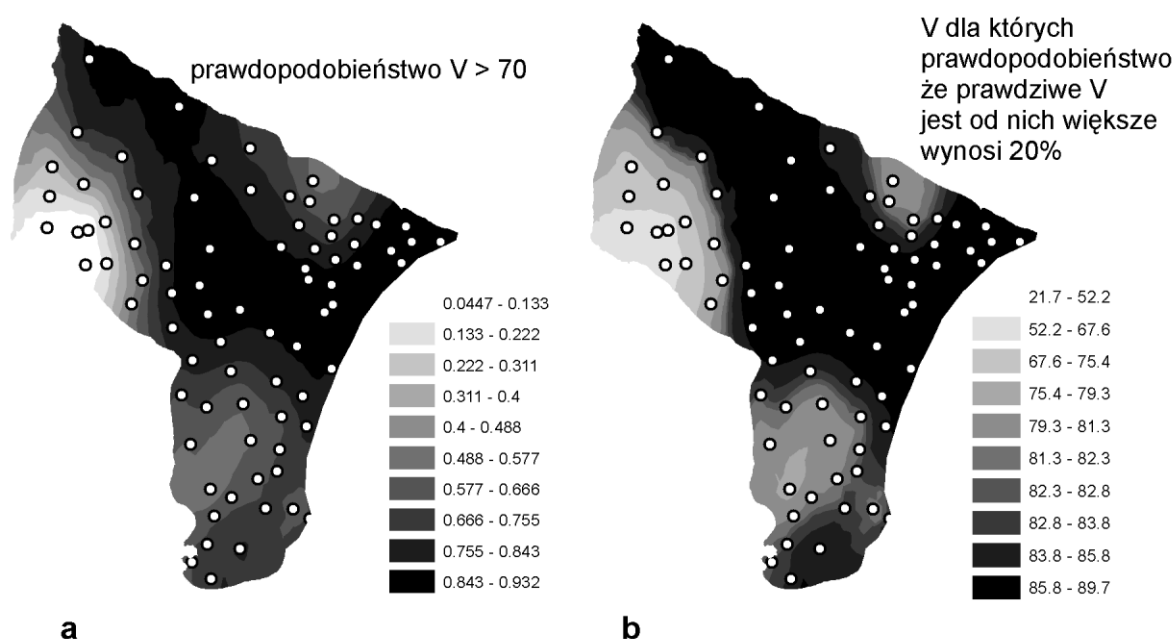 prawdopodobieństwo V > 70
0.0447 - 0.133
0.133 - 0.222
0.222 - 0.311
0.311 - 0.4
0.4 - 0.488
0.488 - 0.577
0.577 - 0.666
0.666 - 0.755
0.755 - 0.843
0.843 - 0.932
a
V dla których
prawdopodobieństwo
że prawdziwe V
jest od nich większe
wynosi 20%
21.7 - 52.2
52.2 - 67.6
67.6 - 75.4
75.4 - 79.3
79.3 - 81.3
81.3 - 82.3
82.3 - 82.8
82.8 - 83.8
83.8 - 85.8
85.8 - 89.7
b